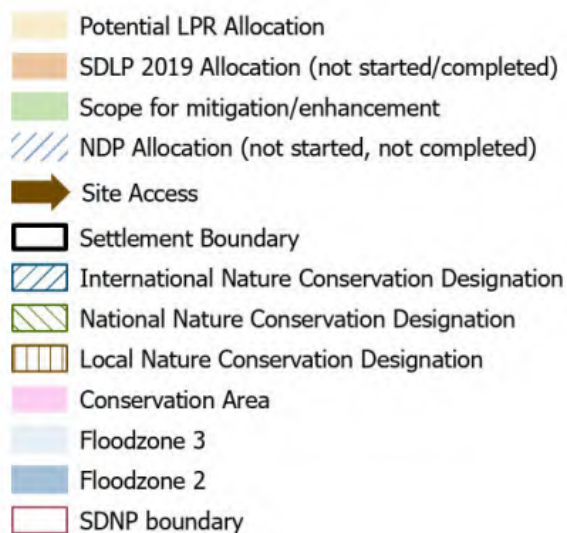 Potential LPR Allocation
SDLP 2019 Allocation (not started/completed)
Scope for mitigation/enhancement
NDP Allocation (not started, not completed)
Site Access
Settlement Boundary
International Nature Conservation Designation
National Nature Conservation Designation
Local Nature Conservation Designation
Conservation Area
Floodzone 3
Floodzone 2
SDNP boundary